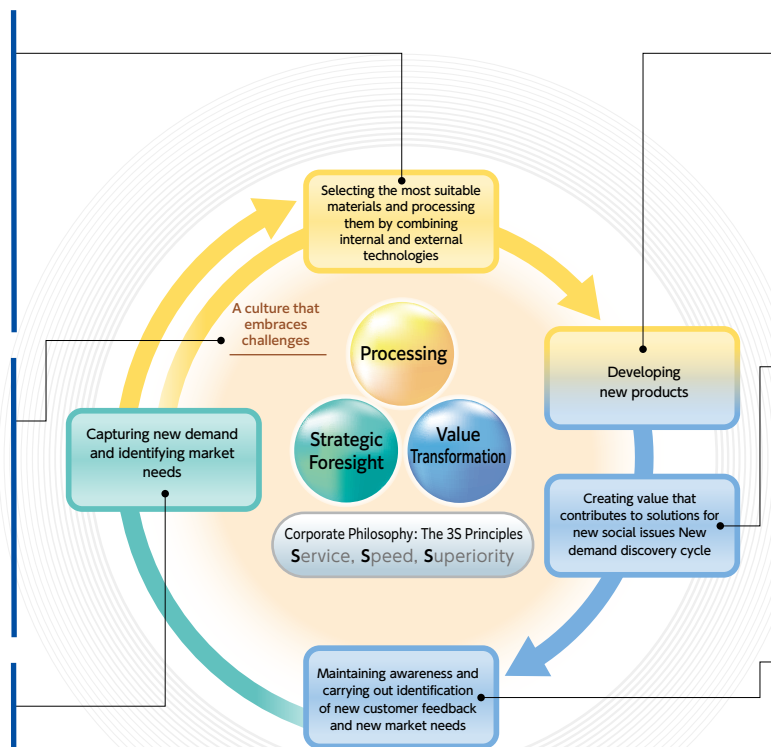 Selecting the most suitable
materials and processing
them by combining
internal and external
technologies
A culture that
embraces
challenges
Processing
Developing
new products
Strategic
Foresight
Value
Transformation
Capturing new demand
and identifying market
needs
Creating value that
contributes to solutions for
new social issues New
demand discovery cycle
Corporate Philosophy: The 3S Principles
Service, Speed, Superiority
Maintaining awareness and
carrying out identification
of new customer feedback
and new market needs